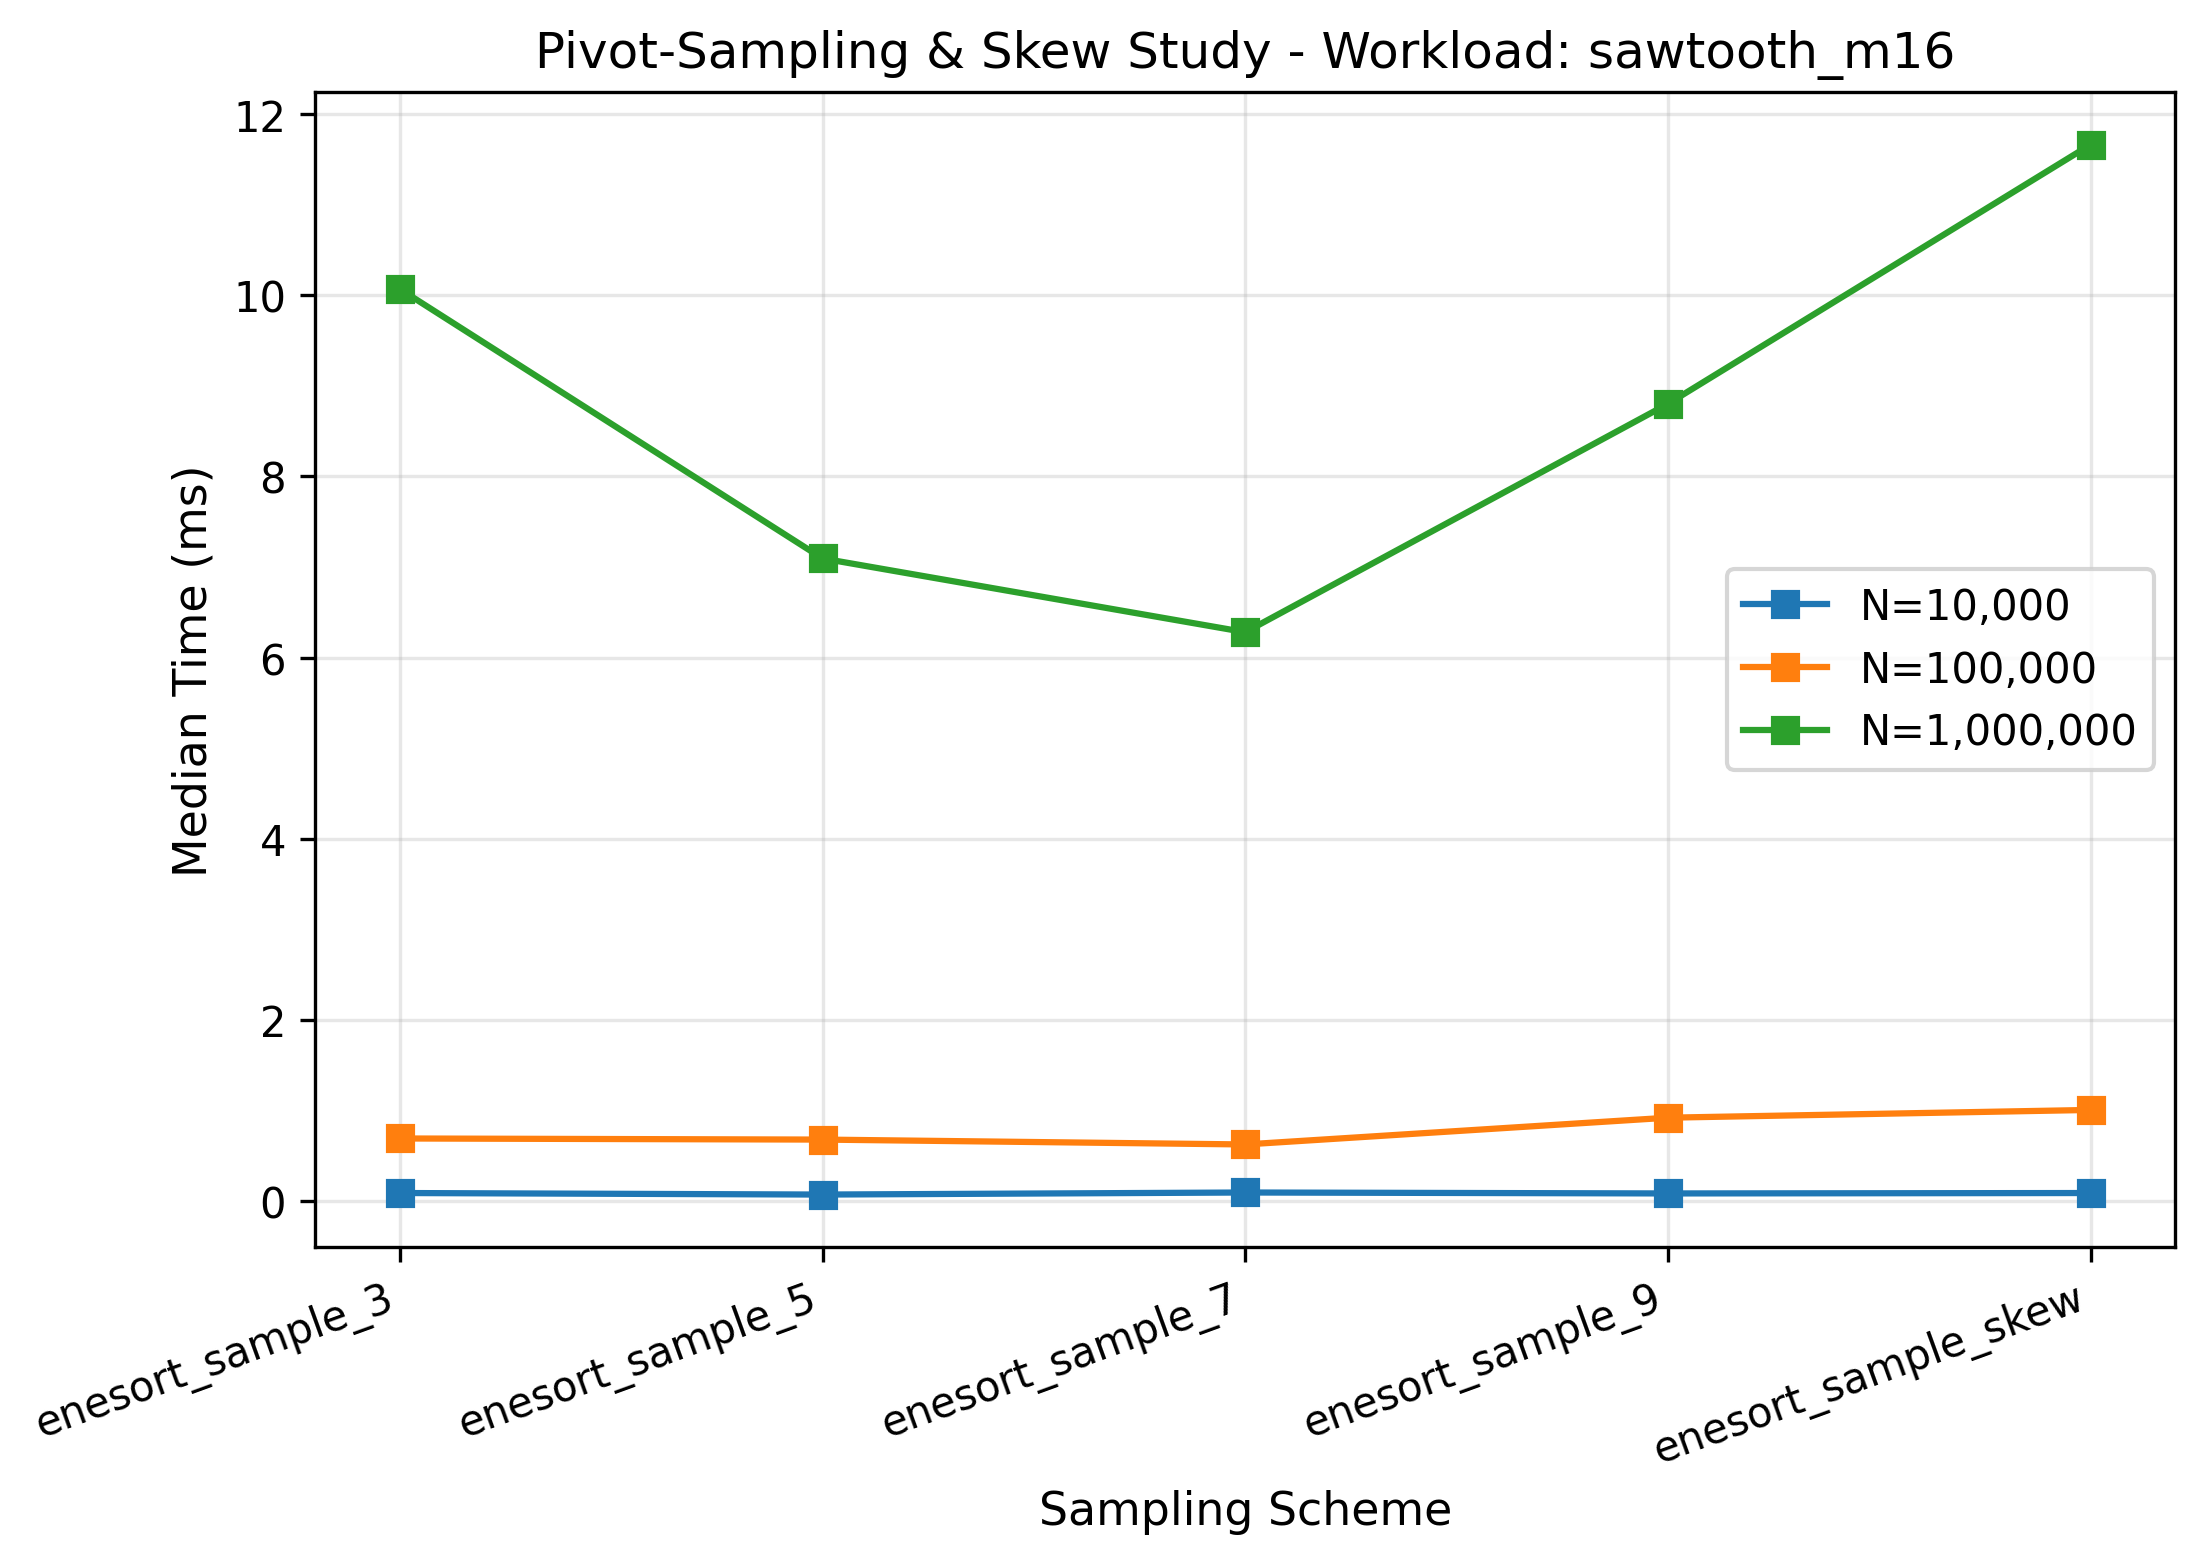 Pivot-Sampling & Skew Study - Workload: sawtooth_m16
12
10
8
6
4
2
0
Median Time (ms)
N=10,000
N=100,000
N=1,000,000
enesort_sample_3
enesort_sample_5
enesort_sample_7
enesort_sample_9
enesort_sample_skew
Sampling Scheme